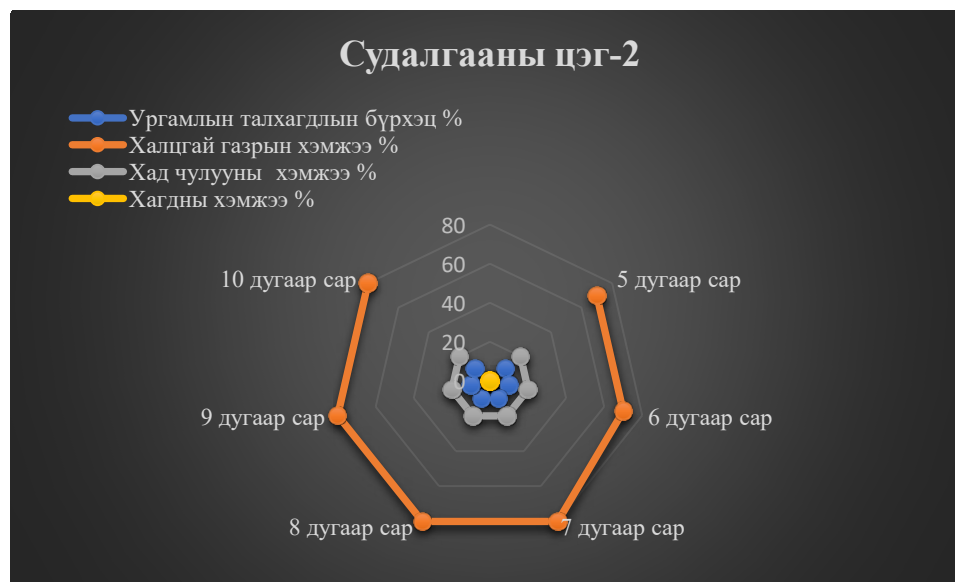 Судалгааны цэг-2
Ургамлын талхагдлын бүрхэц %
Халцгай газрын хэмжээ %
Хад чулууны  хэмжээ %
Хагдны хэмжээ %
80
60
40
20
0
5 дугаар сар
6 дугаар сар
7 дугаар сар
8 дугаар сар
9 дугаар сар
10 дугаар сар